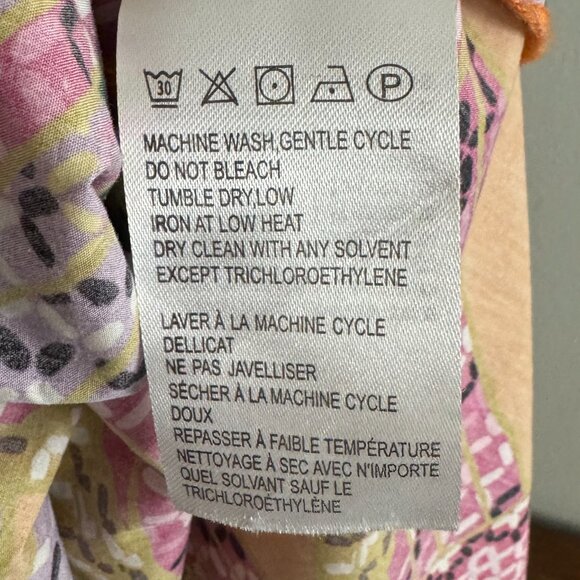 30 P
MACHINE WASH,GENTLE CYCLE
DO NOT BLEACH
TUMBLE DRY,LOW
IRON AT LOW HEAT
DRY CLEAN WITH ANY SOLVENT
EXCEPT TRICHLOROETHYLENE
LAVER À LA MACHINE CYCLE
DELLICAT
NE PAS JAVELLISER
SÉCHER À LA MACHINE CYCLE
DOUX
REPASSER À FAIBLE TEMPÉRATURE
NETTOYAGE À SEC AVEC N'IMPORTE
QUEL SOLVANT SAUF LE
TRICHLOROÉTHYLÈNE